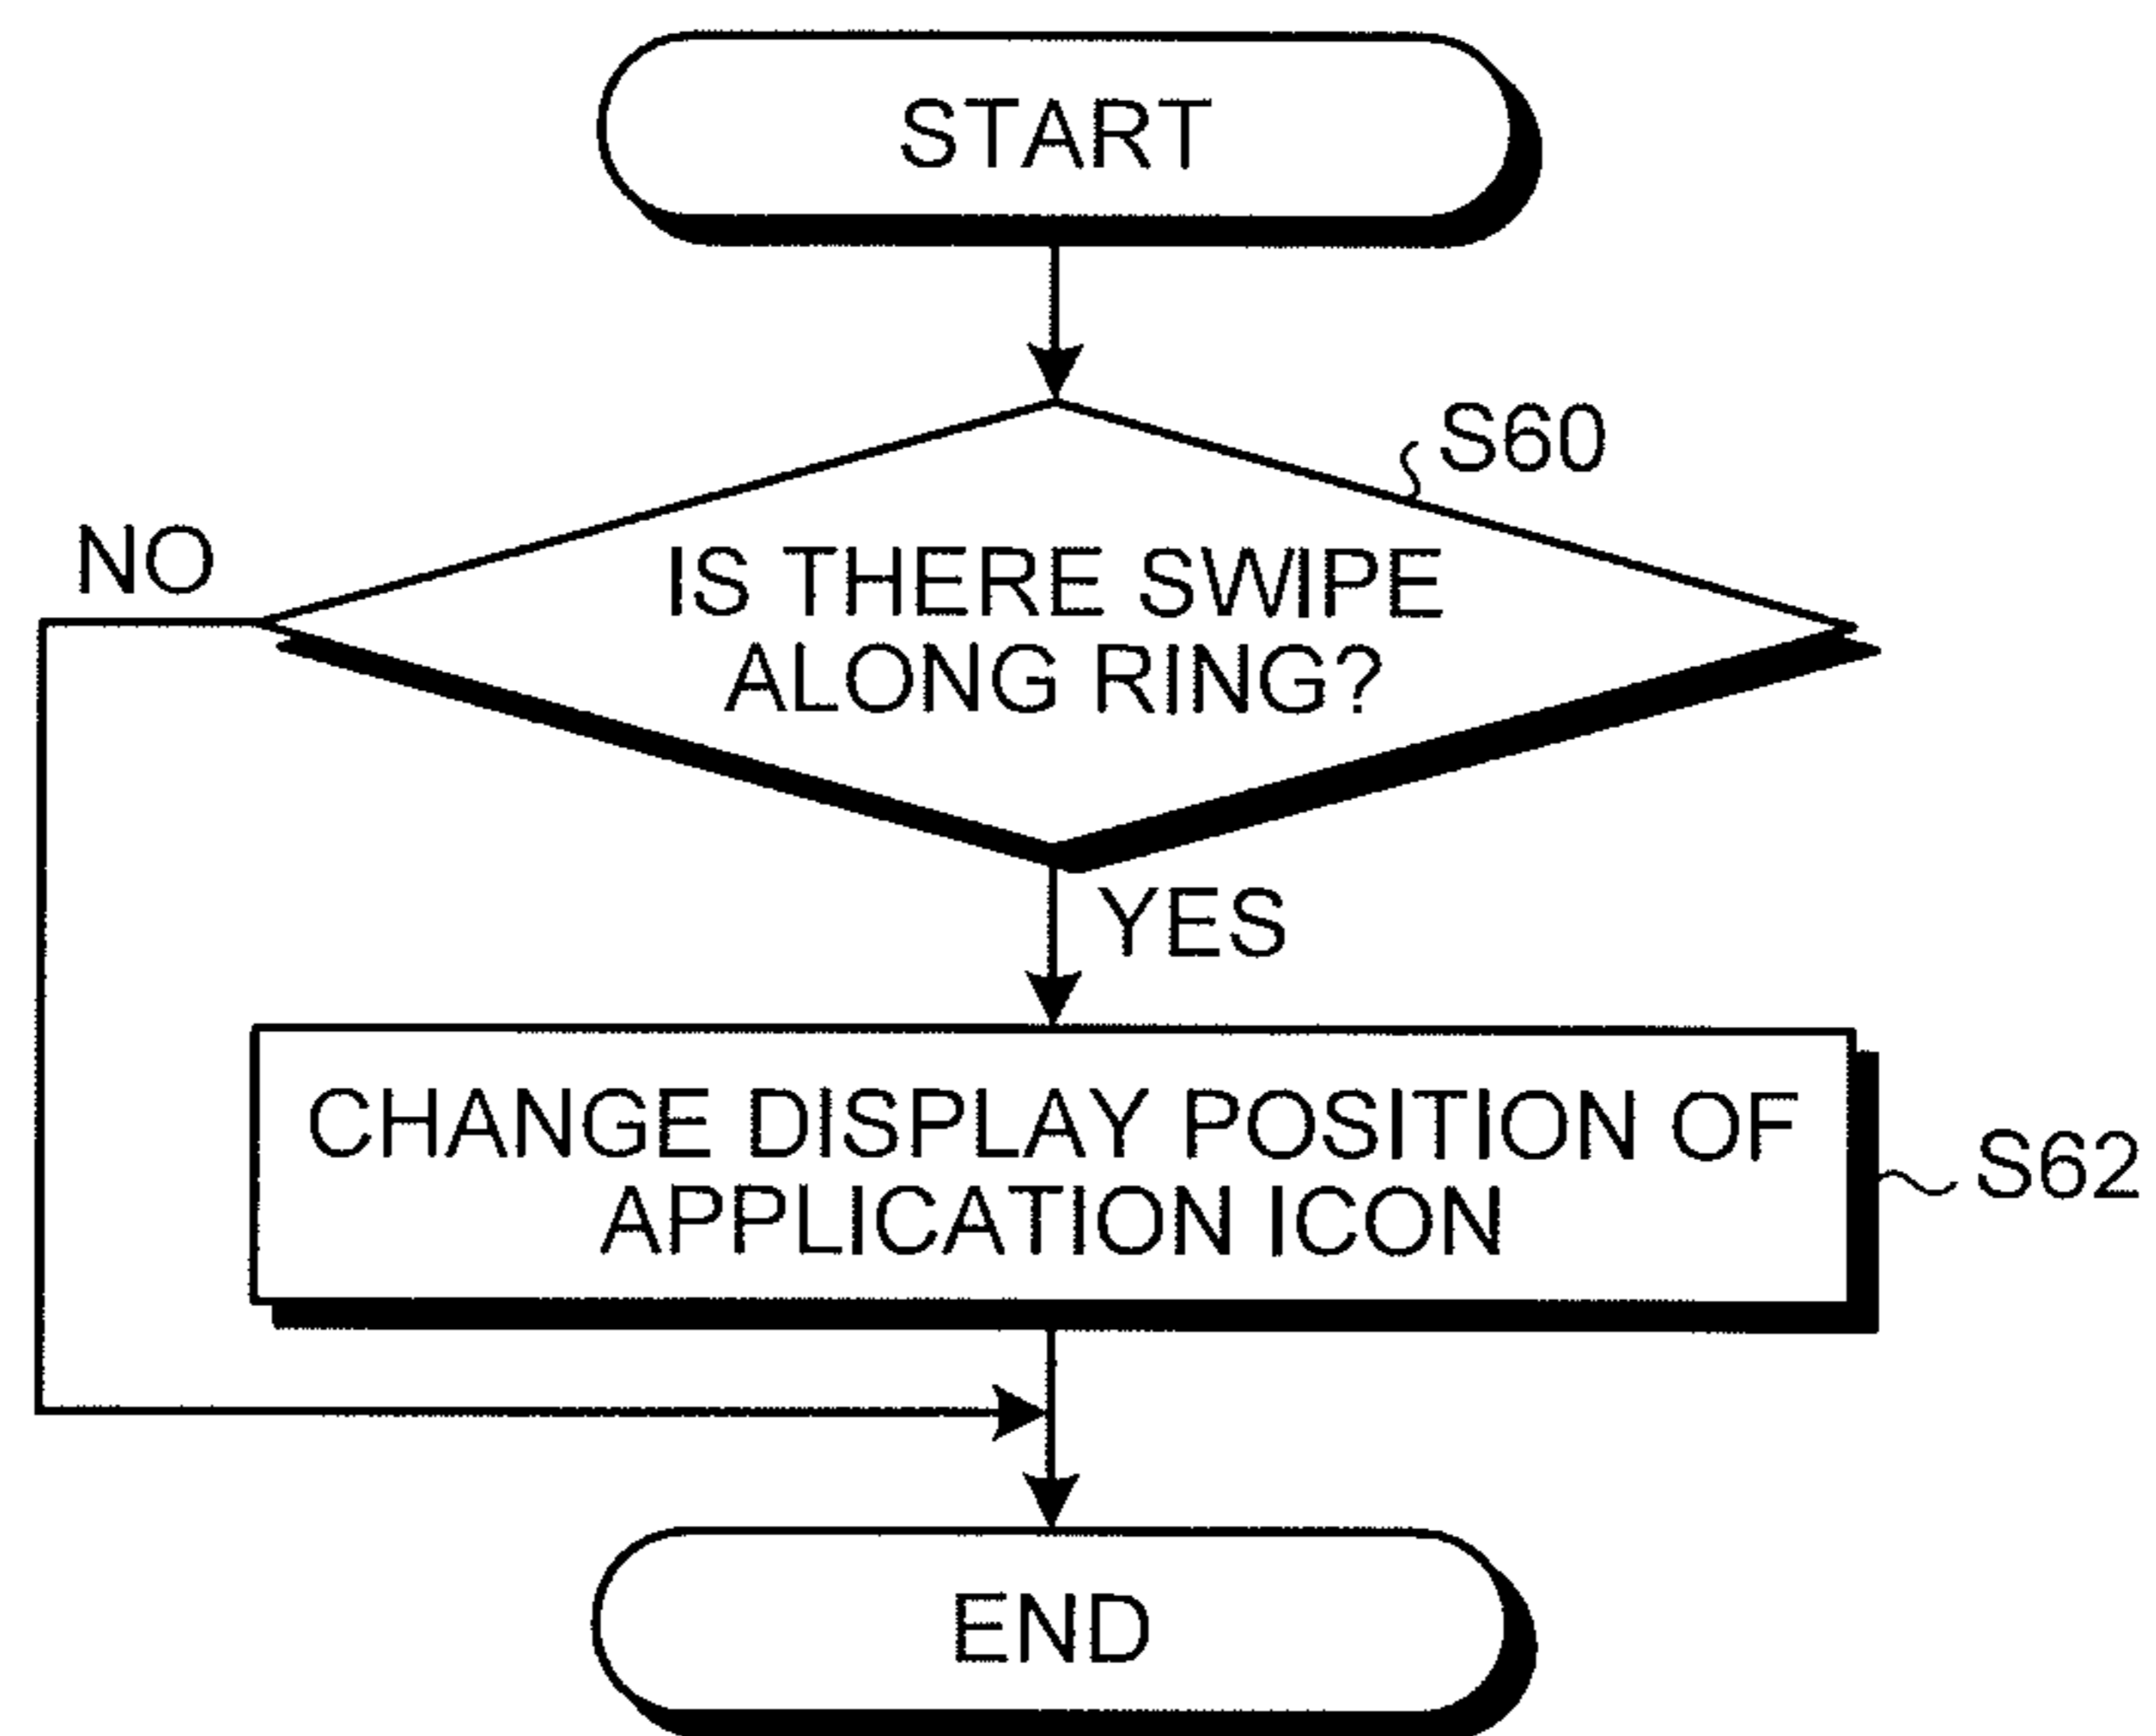 START
S60
NO
IS THERE SWIPE
ALONG RING?
YES
CHANGE DISPLAY POSITION OF
APPLICATION ICON
S62
END